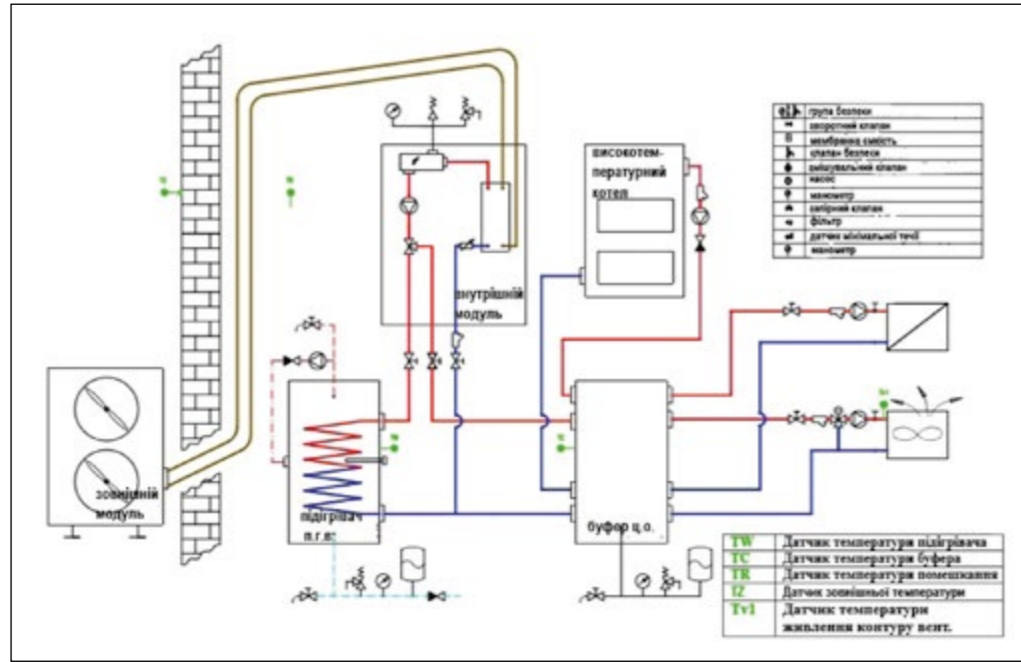 група безпеки
зворотний клапан
мембранна ємкість
клапан безпеки
змішувальний клапан
насос
манометр
запірний клапан
фільтр
датчик мінімальної течії
манометр
високотем-
пературний
котел
внутрішній
модуль
зовнішній
модуль
підігрівач
п.г.в.
буфер ц.о.
TW Датчик температури підігрівача
TC Датчик температури буфера
TR Датчик температури помешкання
TZ Датчик зовнішньої температури
Tv1 Датчик температури
живлення контуру вент.